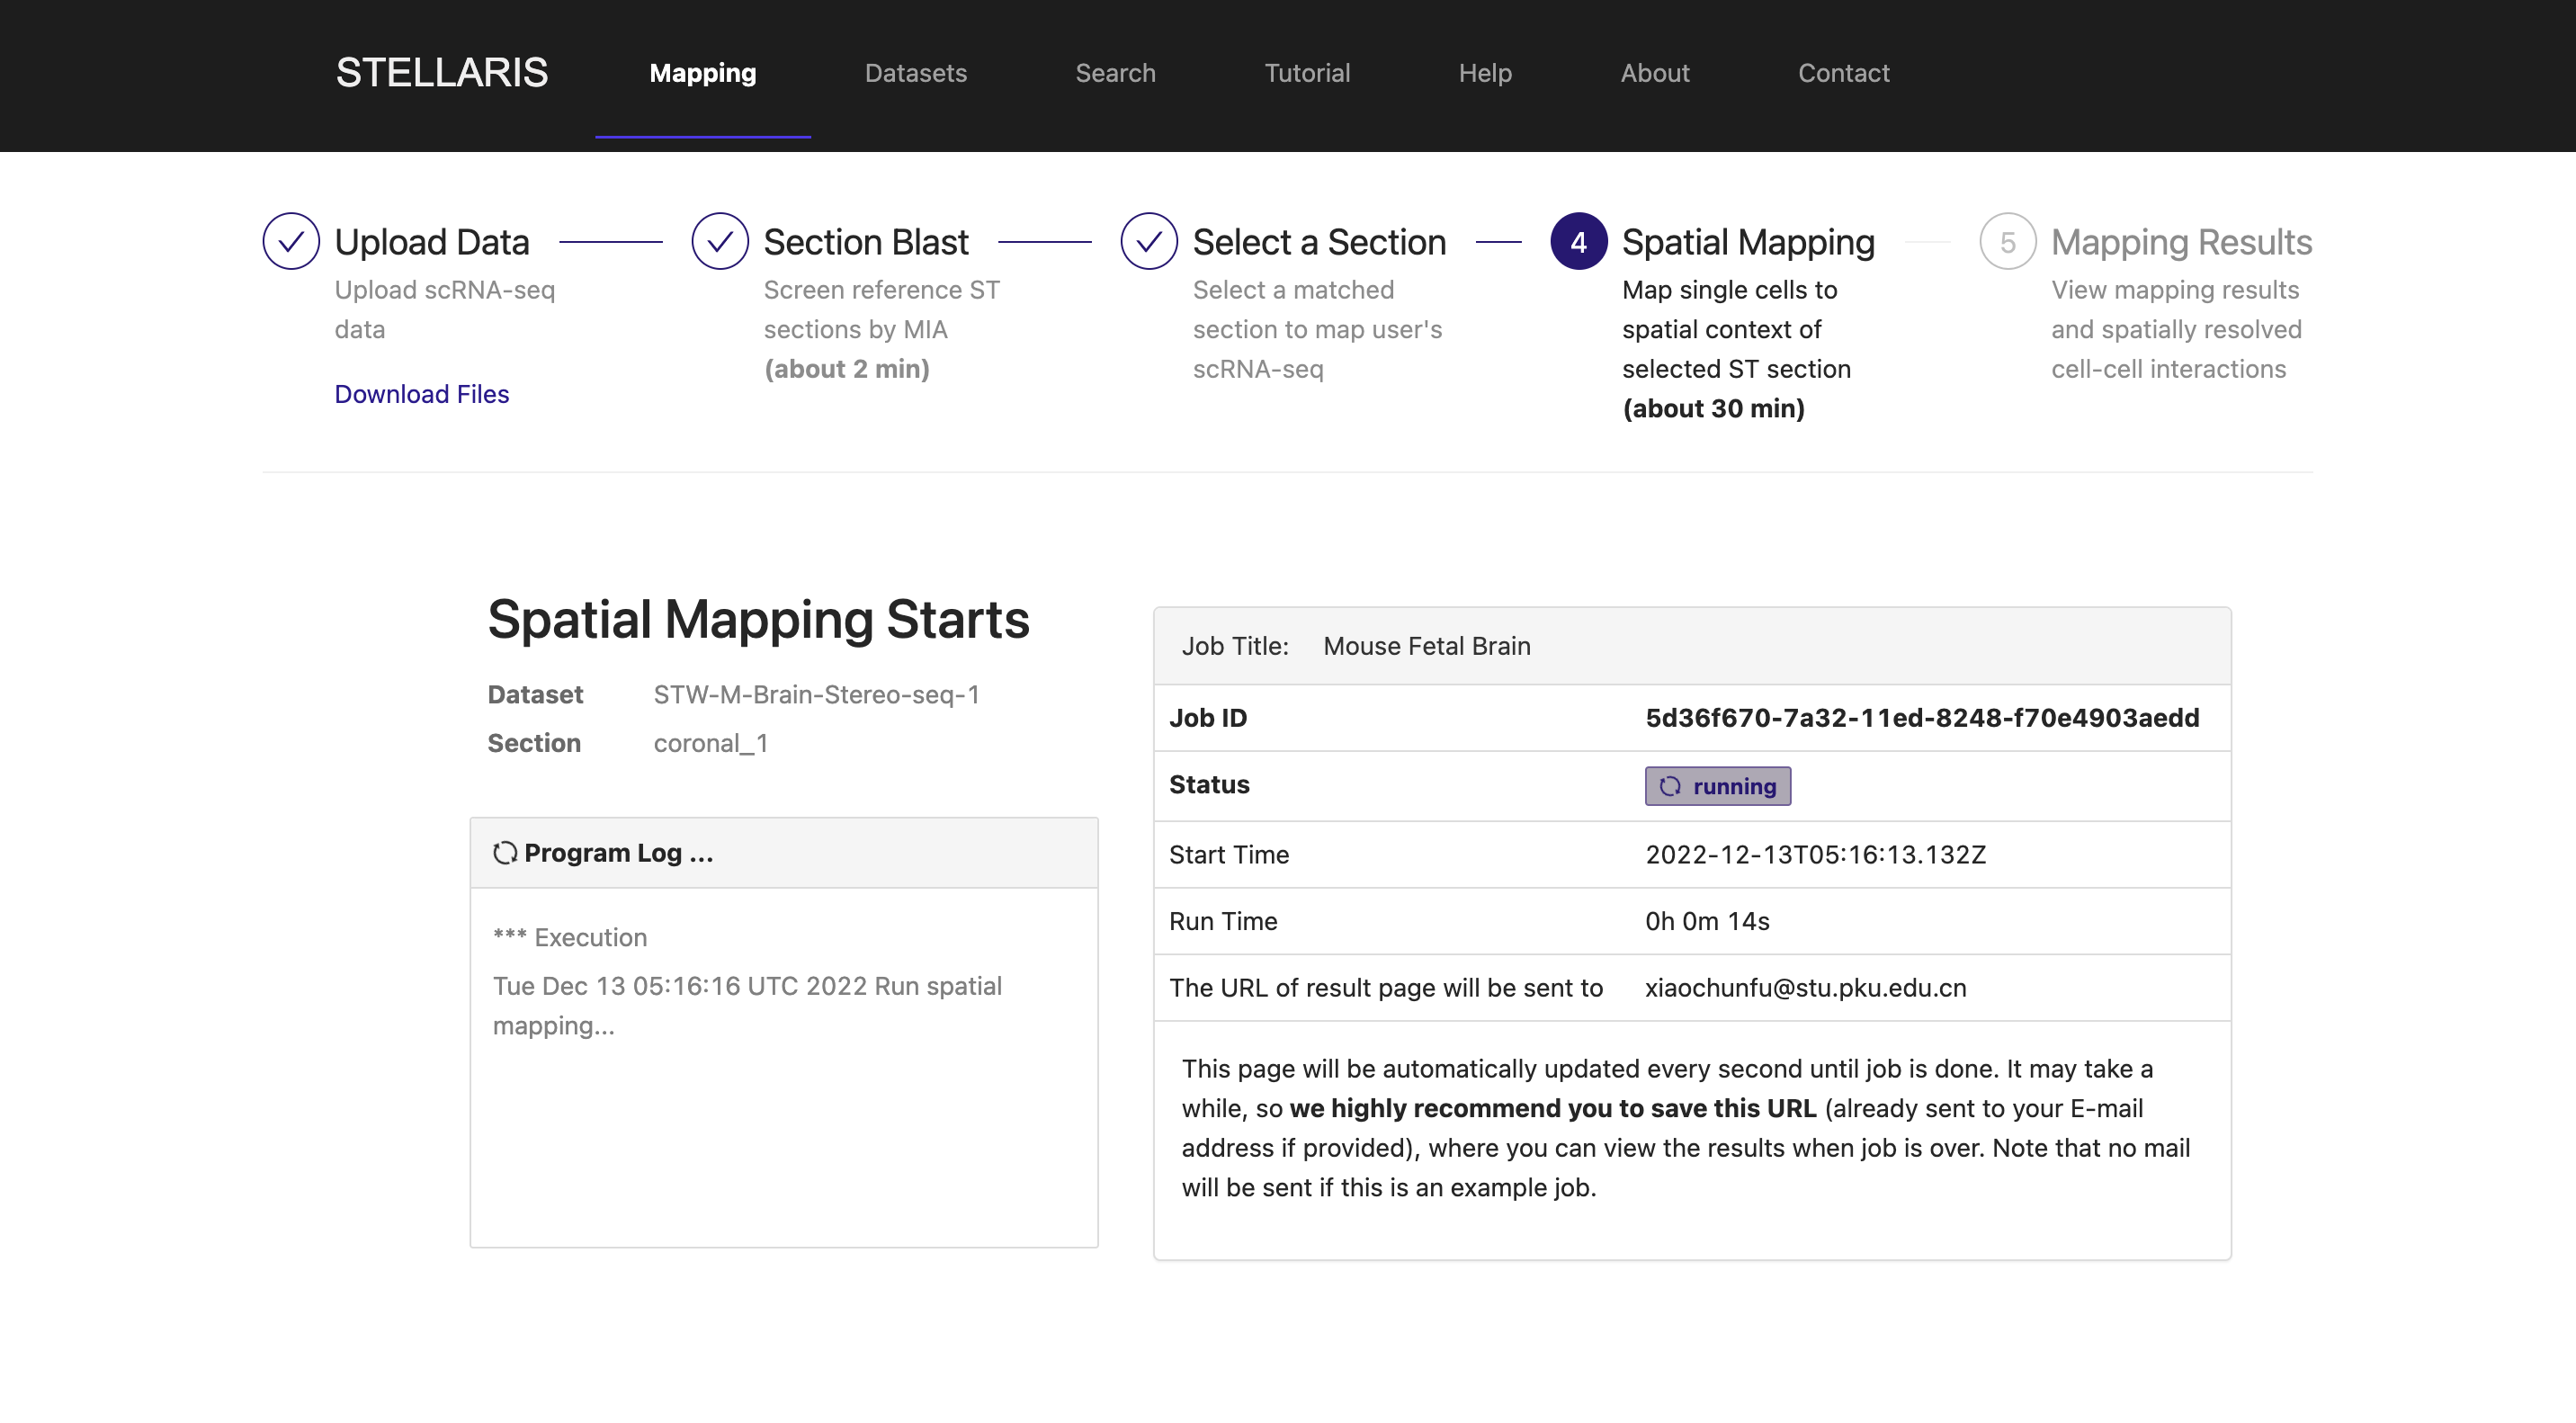 STELLARIS Mapping Datasets Search Tutorial Help About Contact
Upload Data
Upload scRNA-seq
data
Download Files
Section Blast
Screen reference ST
sections by MIA
(about 2 min)
Select a Section
Select a matched
section to map user's
scRNA-seq
4 Spatial Mapping
Map single cells to
spatial context of
selected ST section
(about 30 min)
5 Mapping Results
View mapping results
and spatially resolved
cell-cell interactions
Spatial Mapping Starts
Dataset STW-M-Brain-Stereo-seq-1
Section coronal_1
Program Log ...
*** Execution
Tue Dec 13 05:16:16 UTC 2022 Run spatial
mapping...
Job Title: Mouse Fetal Brain
Job ID 5d36f670-7a32-11ed-8248-f70e4903aedd
Status running
Start Time 2022-12-13T05:16:13.132Z
Run Time 0h 0m 14s
The URL of result page will be sent to xiaochunfu@stu.pku.edu.cn
This page will be automatically updated every second until job is done. It may take a
while, so we highly recommend you to save this URL (already sent to your E-mail
address if provided), where you can view the results when job is over. Note that no mail
will be sent if this is an example job.